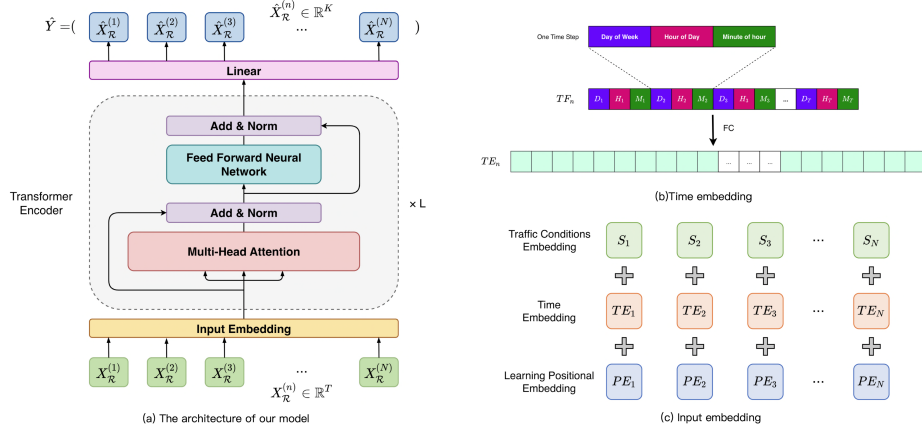 Ŷ =( X̂_R^(1) X̂_R^(2) X̂_R^(3) X̂_R^(n) ∈ ℝ^K ... X̂_R^(N) )
Linear
Add & Norm
Feed Forward Neural
Network
Add & Norm
Multi-Head Attention
Transformer
Encoder
× L
Input Embedding
X_R^(1) X_R^(2) X_R^(3) ... X_R^(N)
X_R^(n) ∈ ℝ^T
(a) The architecture of our model
One Time Step Day of Week Hour of Day Minute of hour
TF_n D_1 H_1 M_1 D_2 H_2 M_2 D_3 H_3 M_3 ... D_T H_T M_T
FC
TE_n ... ... ...
(b)Time embedding
Traffic Conditions
Embedding
S_1 S_2 S_3 ... S_N
Time
Embedding
TE_1 TE_2 TE_3 ... TE_N
Learning Positional
Embedding
PE_1 PE_2 PE_3 ... PE_N
(c) Input embedding